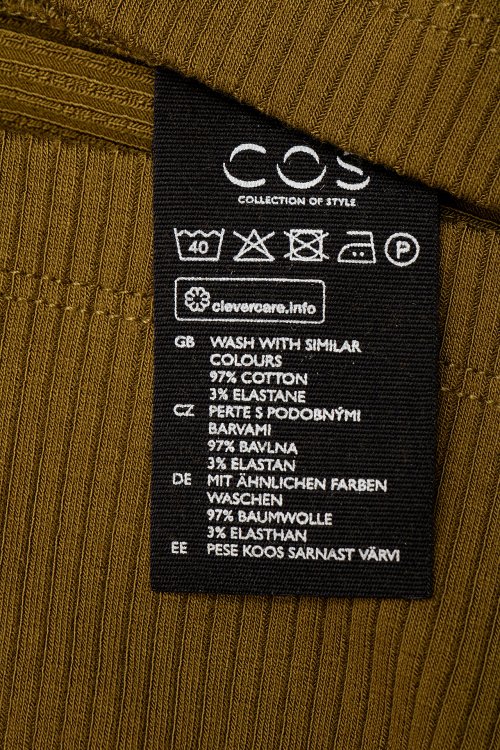 COS
COLLECTION OF STYLE
40 P
clevercare.info
GB WASH WITH SIMILAR
COLOURS
97% COTTON
3% ELASTANE
CZ PERTE S PODOBNÝMI
BARVAMI
97% BAVLNA
3% ELASTAN
DE MIT ÄHNLICHEN FARBEN
WASCHEN
97% BAUMWOLLE
3% ELASTHAN
EE PESE KOOS SARNAST VÄRVI